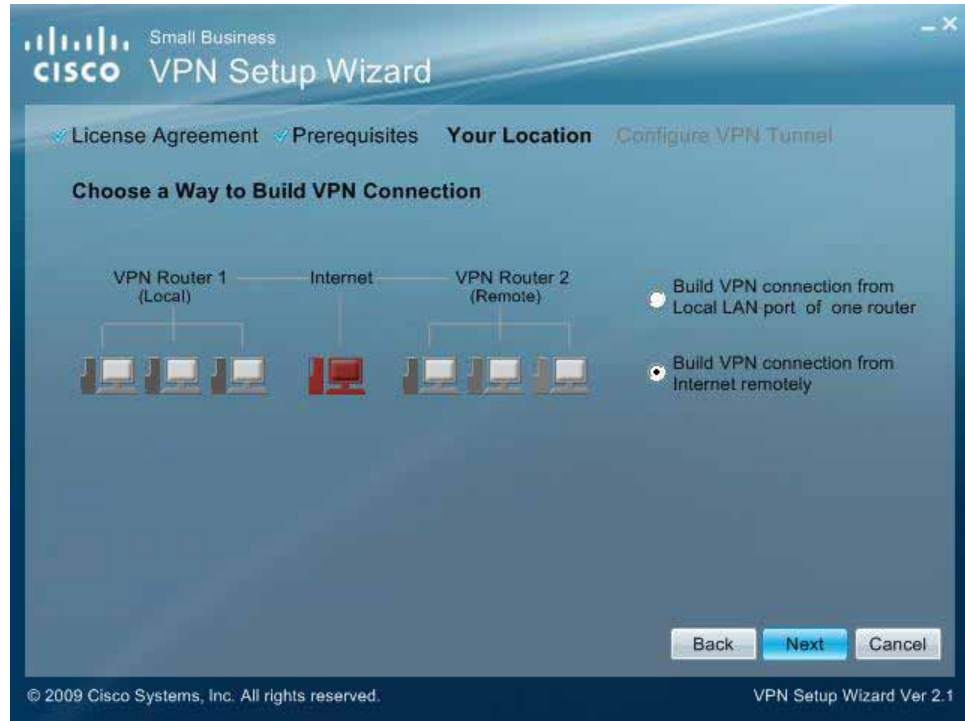 Small Business
CISCO VPN Setup Wizard
License Agreement Prerequisites Your Location Configure VPN Tunnel
Choose a Way to Build VPN Connection
VPN Router 1
(Local)
Internet
VPN Router 2
(Remote)
Build VPN connection from
Local LAN port of one router
Build VPN connection from
Internet remotely
Back Next Cancel
© 2009 Cisco Systems, Inc. All rights reserved. VPN Setup Wizard Ver 2.1